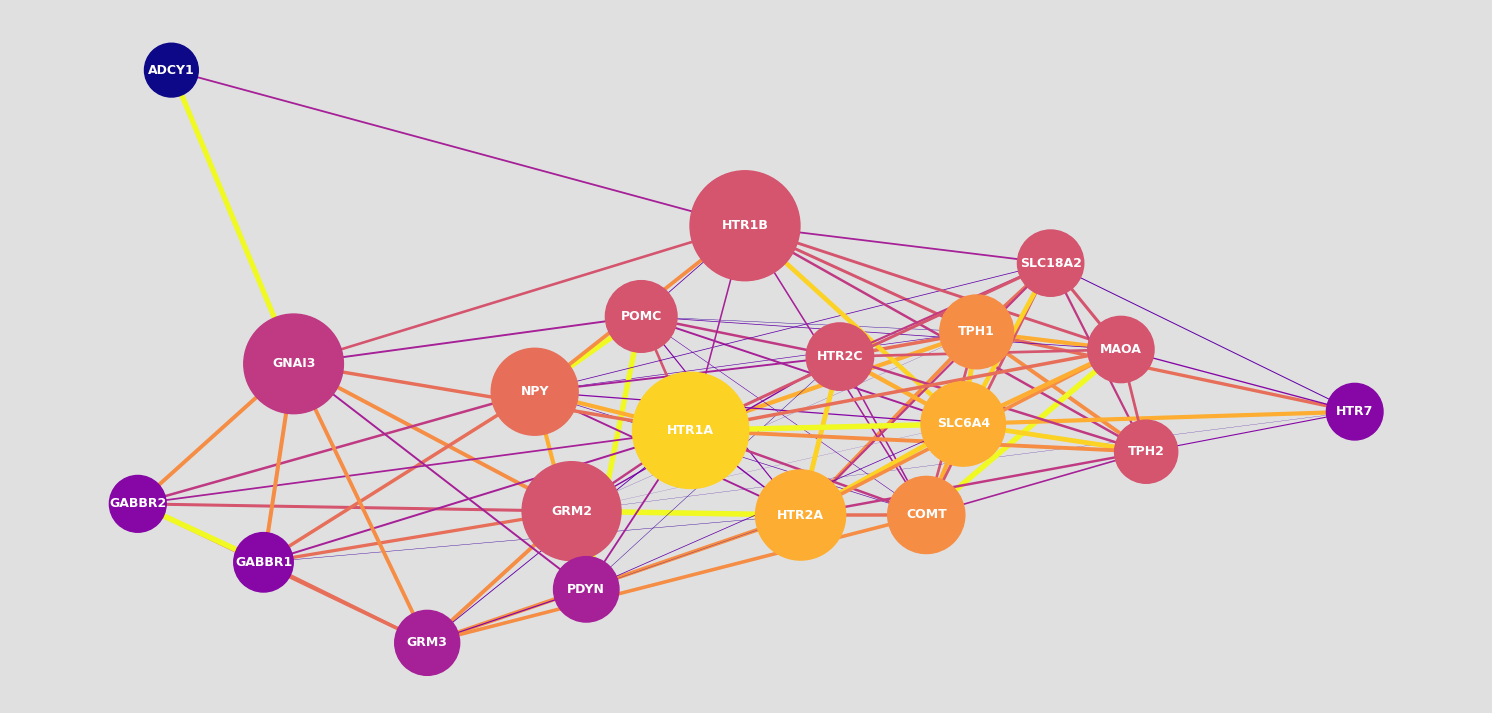 ADCY1
HTR1B
SLC18A2
POMC
TPH1
MAOA
HTR2C
GNAI3
NPY
HTR7
SLC6A4
HTR1A
TPH2
GABBR2
GRM2
HTR2A
COMT
GABBR1
PDYN
GRM3